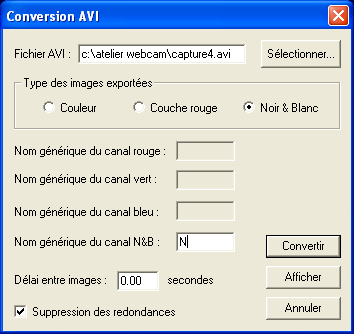 Conversion AVI
Fichier AVI : c:\atelier webcam\capture4.avi Sélectionner...
Type des images exportées
Couleur Couche rouge Noir & Blanc
Nom générique du canal rouge :
Nom générique du canal vert :
Nom générique du canal bleu :
Nom générique du canal N&B : N
Convertir
Délai entre images : 0.00 secondes Afficher
Suppression des redondances Annuler